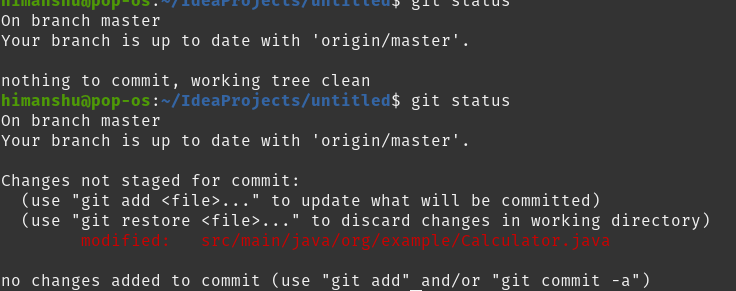 himanshu@pop-os:~/IdeaProjects/untitled$ git status
On branch master
Your branch is up to date with 'origin/master'.

nothing to commit, working tree clean
himanshu@pop-os:~/IdeaProjects/untitled$ git status
On branch master
Your branch is up to date with 'origin/master'.

Changes not staged for commit:
  (use "git add <file>..." to update what will be committed)
  (use "git restore <file>..." to discard changes in working directory)
        modified:   src/main/java/org/example/Calculator.java

no changes added to commit (use "git add" and/or "git commit -a")